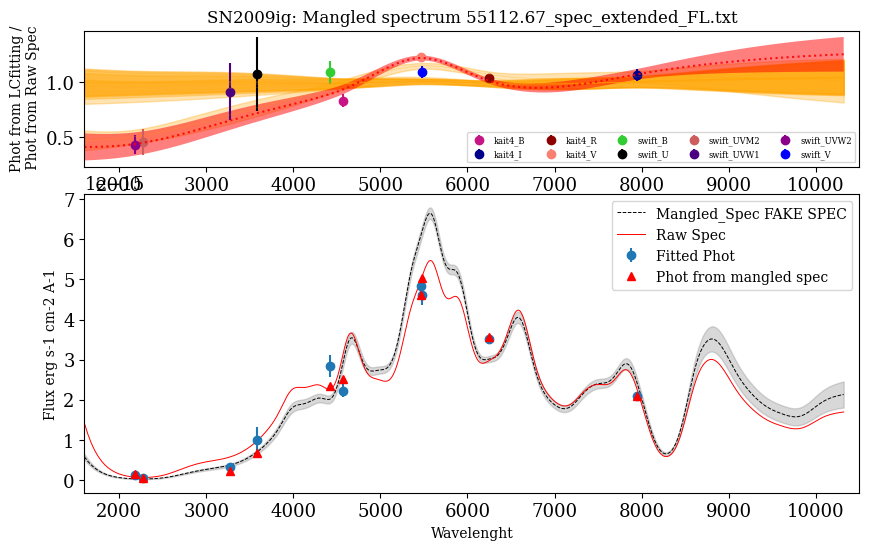 SN2009ig: Mangled spectrum 55112.67_spec_extended_FL.txt
Phot from LCfitting /
Phot from Raw Spec
1.0
0.5
kait4_B kait4_R swift_B swift_UVM2 swift_UVW2
kait4_I kait4_V swift_U swift_UVW1 swift_V
2000 3000 4000 5000 6000 7000 8000 9000 10000
1e−15
Flux erg s-1 cm-2 A-1
7
6
5
4
3
2
1
0
Mangled_Spec FAKE SPEC
Raw Spec
Fitted Phot
Phot from mangled spec
2000 3000 4000 5000 6000 7000 8000 9000 10000
Wavelenght